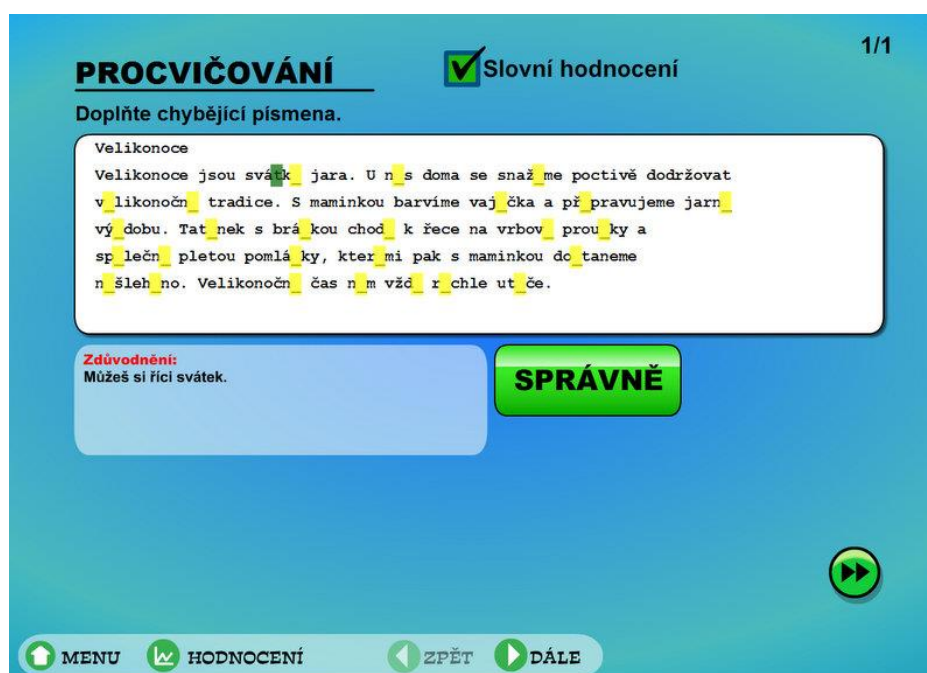 1/1
PROCVIČOVÁNÍ
Slovní hodnocení
Doplňte chybějící písmena.
Velikonoce
Velikonoce jsou svátk_ jara. U n_s doma se snaž_me poctivě dodržovat
v_likonočn_ tradice. S maminkou barvíme vaj_čka a př_pravujeme jarn_
vý_dobu. Tat_nek s brá_kou chod_ k řece na vrbov_ prou_ky a
sp_lečn_ pletou pomlá_ky, kter_mi pak s maminkou do_taneme
n_šleh_no. Velikonočn_ čas n_m vžd_ r_chle ut_če.
Zdůvodnění:
Můžeš si říci svátek.
SPRÁVNĚ
MENU
HODNOCENÍ
ZPĚT
DÁLE